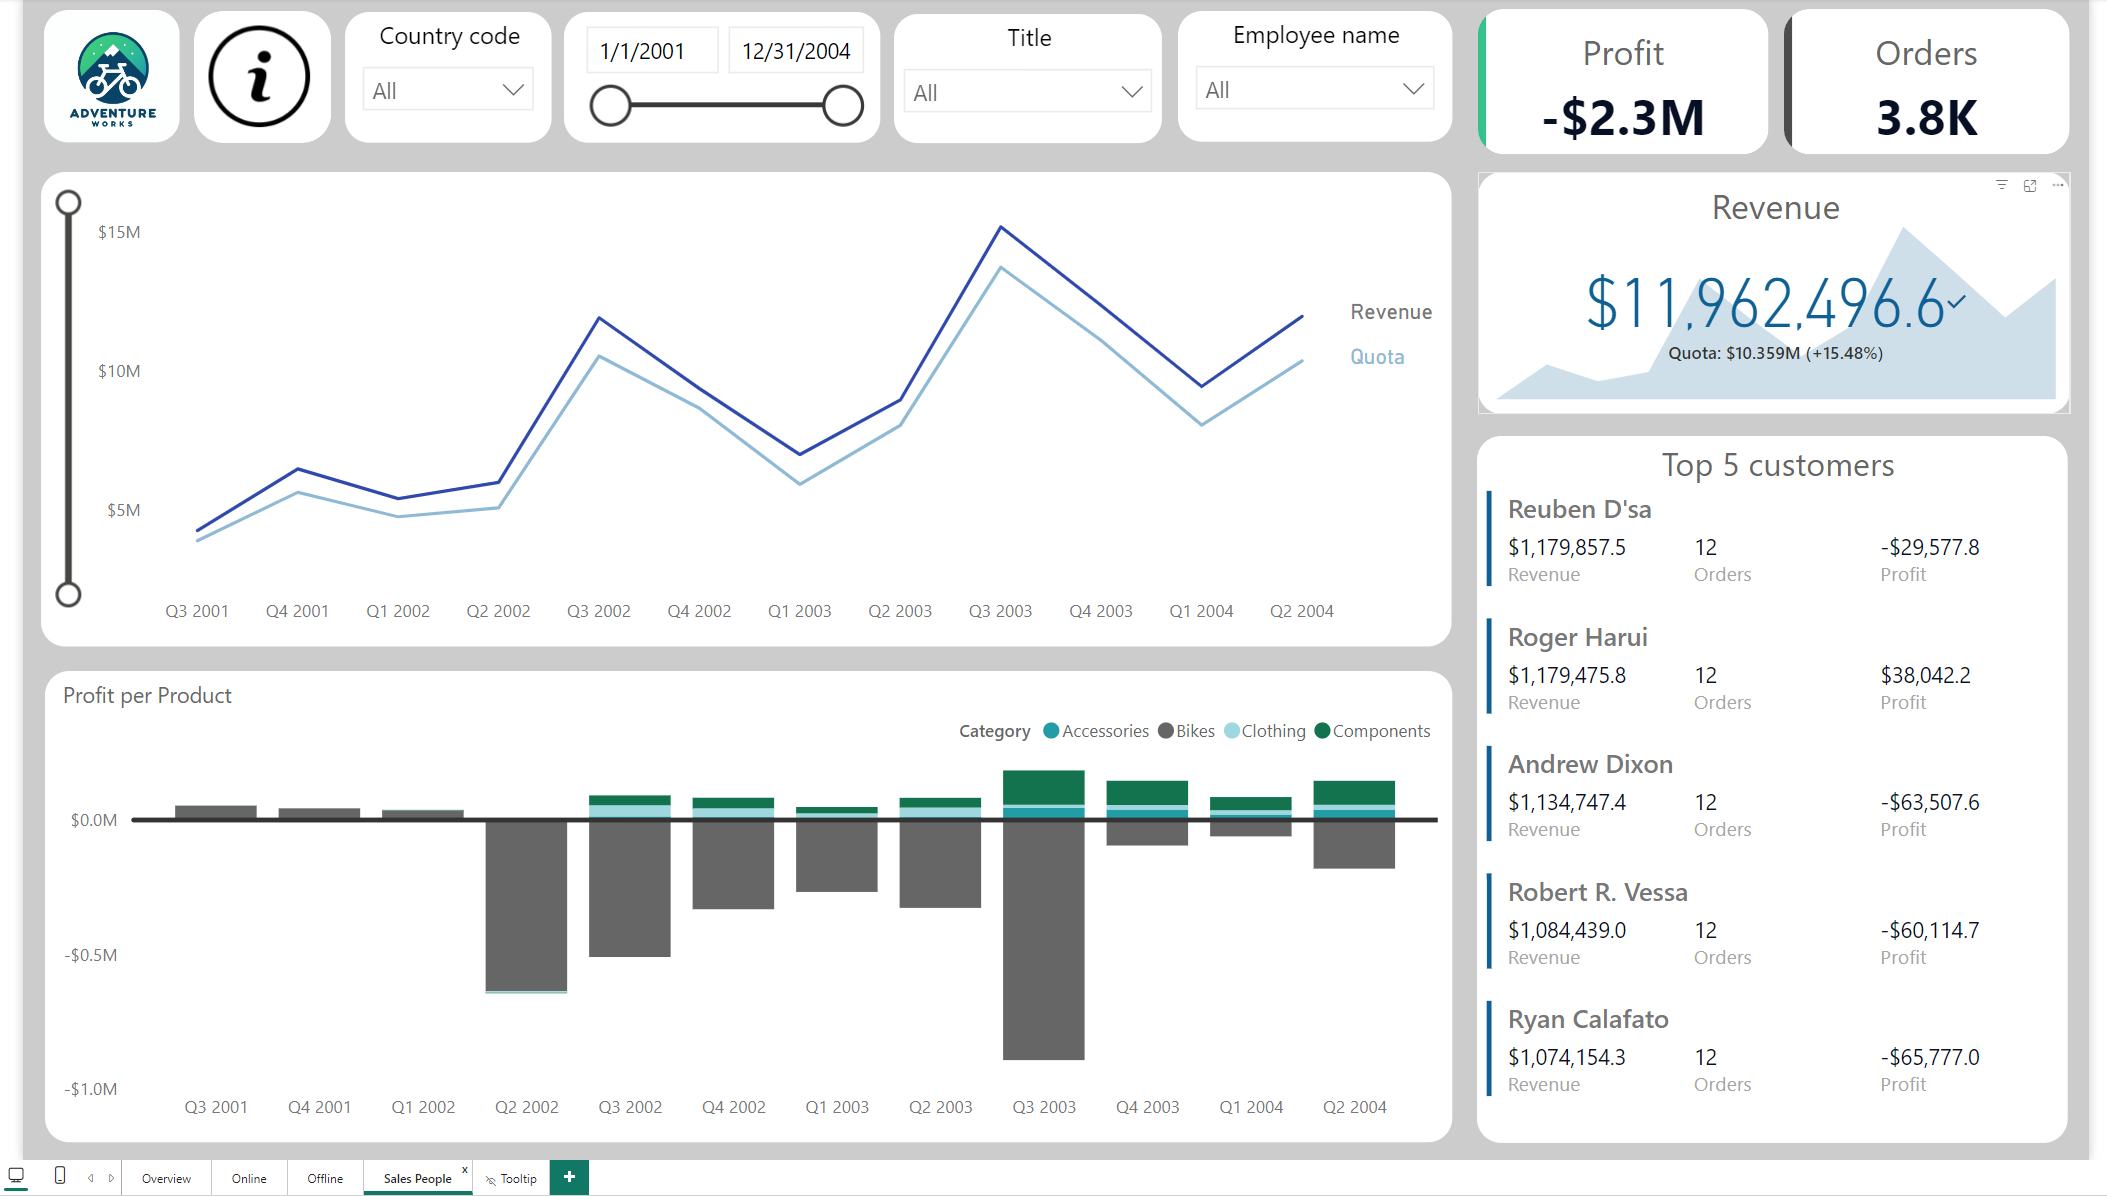 ADVENTURE
WORKS
i
Country code
All
1/1/2001
12/31/2004
Title
All
Employee name
All
Profit
-$2.3M
Orders
3.8K
$15M
$10M
$5M
Revenue
Quota
Q3 2001 Q4 2001 Q1 2002 Q2 2002 Q3 2002 Q4 2002 Q1 2003 Q2 2003 Q3 2003 Q4 2003 Q1 2004 Q2 2004
Revenue
$11,962,496.6
Quota: $10.359M (+15.48%)
Profit per Product
Category Accessories Bikes Clothing Components
$0.0M
-$0.5M
-$1.0M
Q3 2001 Q4 2001 Q1 2002 Q2 2002 Q3 2002 Q4 2002 Q1 2003 Q2 2003 Q3 2003 Q4 2003 Q1 2004 Q2 2004
Top 5 customers
Reuben D'sa
$1,179,857.5 12 -$29,577.8
Revenue Orders Profit
Roger Harui
$1,179,475.8 12 $38,042.2
Revenue Orders Profit
Andrew Dixon
$1,134,747.4 12 -$63,507.6
Revenue Orders Profit
Robert R. Vessa
$1,084,439.0 12 -$60,114.7
Revenue Orders Profit
Ryan Calafato
$1,074,154.3 12 -$65,777.0
Revenue Orders Profit
Overview Online Offline Sales People x Tooltip +